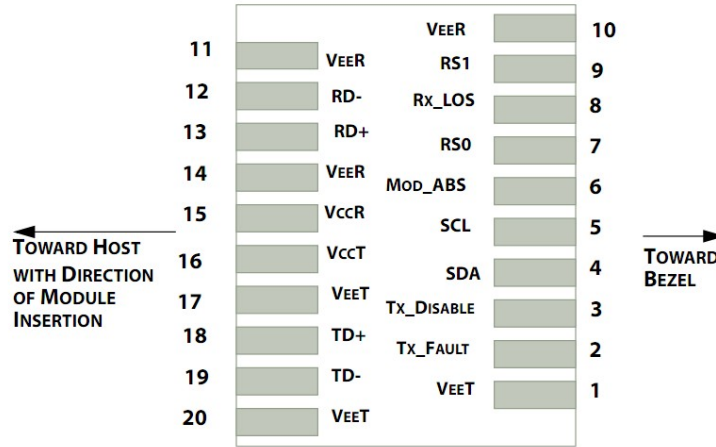 11 VEER
12 RD-
13 RD+
14 VEER
15 VCCR
16 VCCT
17 VEET
18 TD+
19 TD-
20 VEET
VEER 10
RS1 9
RX_LOS 8
RS0 7
MOD_ABS 6
SCL 5
SDA 4
TX_DISABLE 3
TX_FAULT 2
VEET 1
TOWARD HOST
WITH DIRECTION
OF MODULE
INSERTION
TOWARD
BEZEL